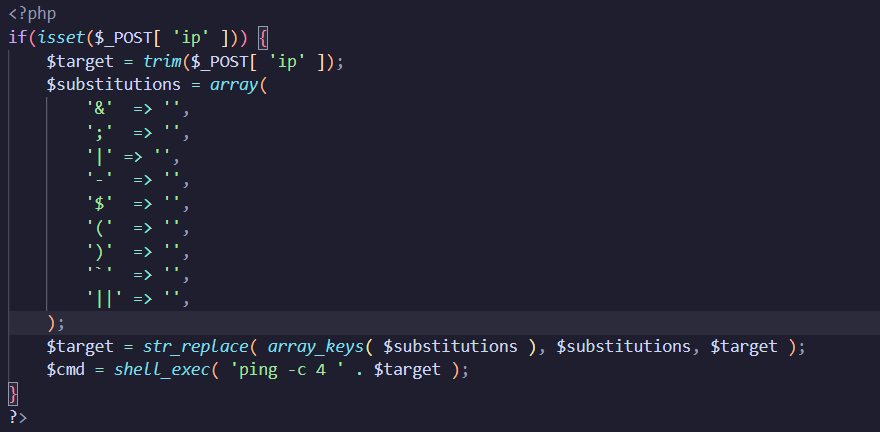 <?php
if(isset($_POST[ 'ip' ])) {
    $target = trim($_POST[ 'ip' ]);
    $substitutions = array(
        '&'  => '',
        ';'  => '',
        '|' => '',
        '-'  => '',
        '$'  => '',
        '('  => '',
        ')'  => '',
        '`'  => '',
        '||' => '',
    );
    $target = str_replace( array_keys( $substitutions ), $substitutions, $target );
    $cmd = shell_exec( 'ping -c 4 ' . $target );
}
?>